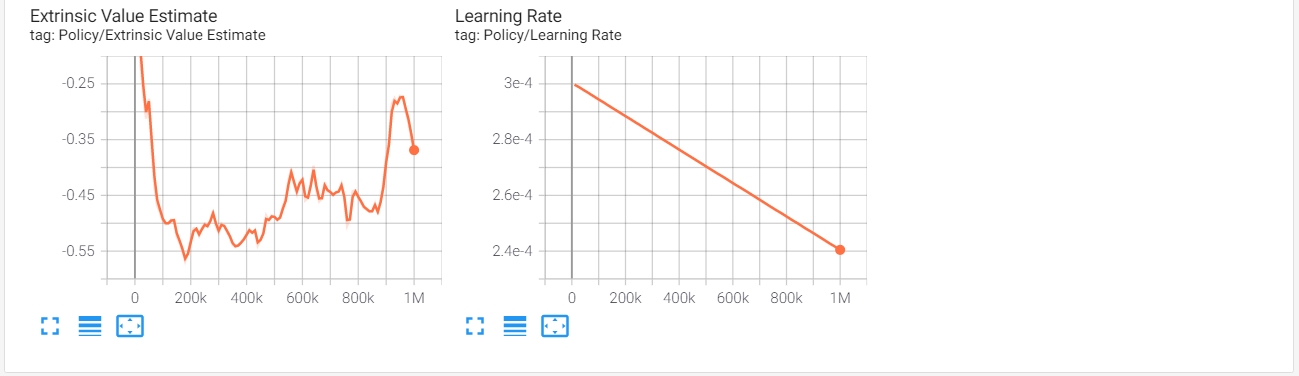 Extrinsic Value Estimate
tag: Policy/Extrinsic Value Estimate
-0.25
-0.35
-0.45
-0.55
0 200k 400k 600k 800k 1M
Learning Rate
tag: Policy/Learning Rate
3e-4
2.8e-4
2.6e-4
2.4e-4
0 200k 400k 600k 800k 1M